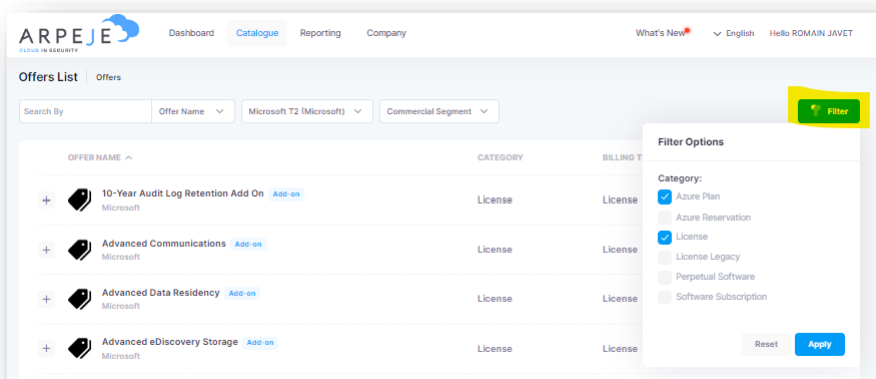 ARPEJE
CLOUD IN SECURITY
Dashboard Catalogue Reporting Company What's New English Hello ROMAIN JAVET
Offers List Offers
Search By Offer Name Microsoft T2 (Microsoft) Commercial Segment Filter
Filter Options
OFFER NAME CATEGORY BILLING T
Category:
Azure Plan
Azure Reservation
License
License Legacy
Perpetual Software
Software Subscription
Reset Apply
10-Year Audit Log Retention Add On Add-on
Microsoft
License License
Advanced Communications Add-on
Microsoft
License License
Advanced Data Residency Add-on
Microsoft
License License
Advanced eDiscovery Storage Add-on
Microsoft
License License